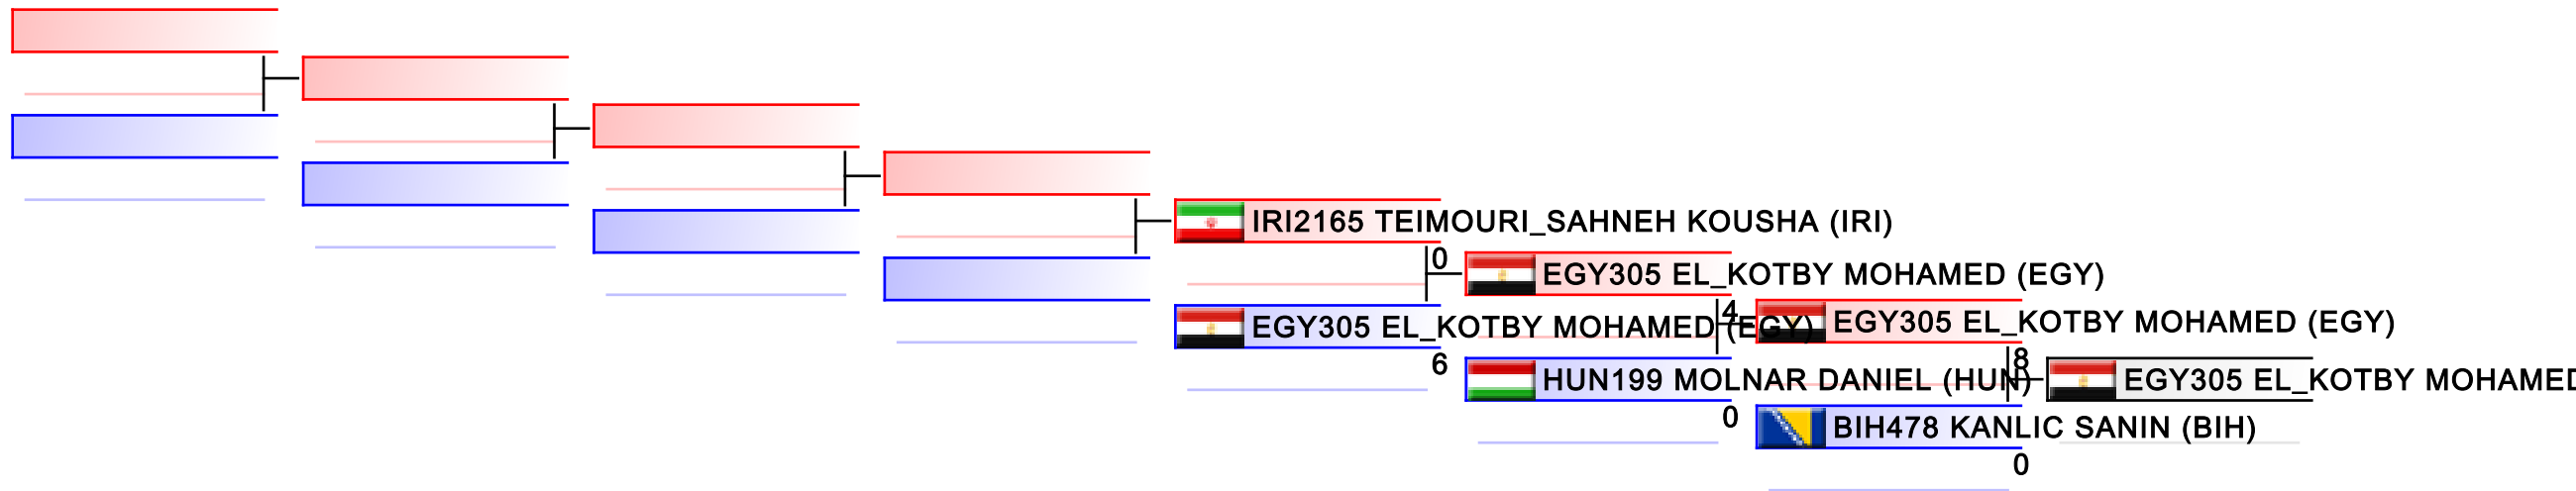 IRI2165 TEIMOURI_SAHNEH KOUSHA (IRI)
0
EGY305 EL_KOTBY MOHAMED (EGY)
EGY305 EL_KOTBY MOHAMED (EGY)
6
4
HUN199 MOLNAR DANIEL (HUN)
0
EGY305 EL_KOTBY MOHAMED (EGY)
8
BIH478 KANLIC SANIN (BIH)
0
EGY305 EL_KOTBY MOHAMED